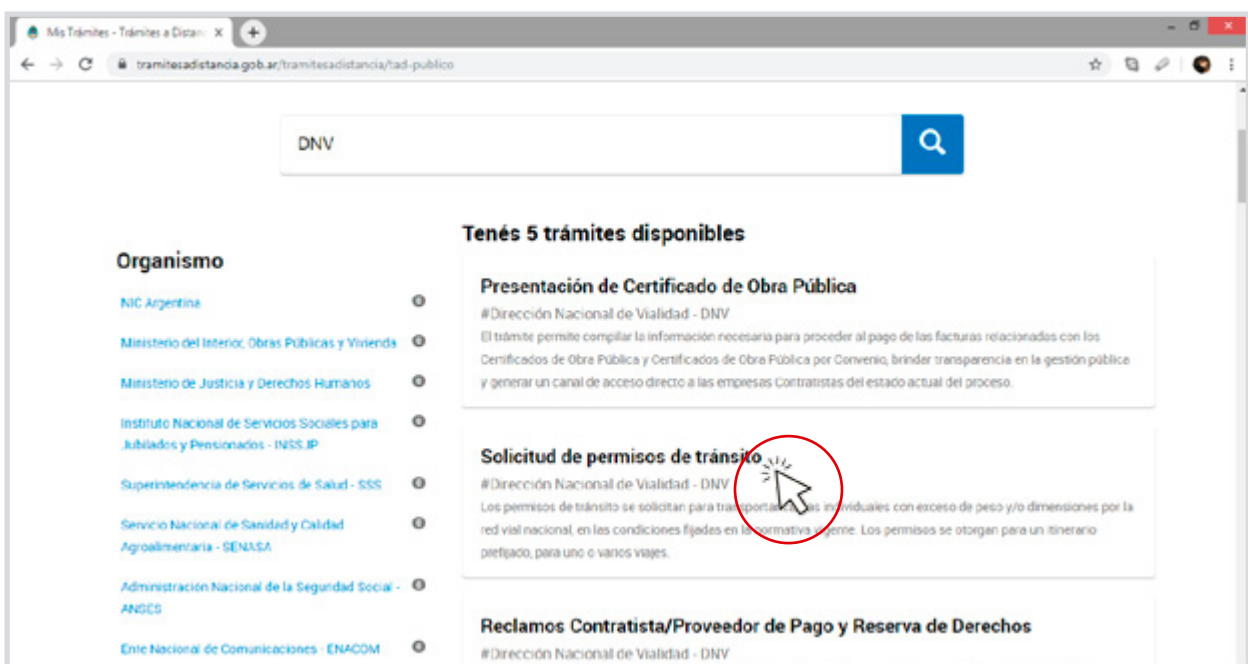 Mis Trámites - Trámites a Distan
tramitesadistancia.gob.ar/tramitesadistancia/tad-publico
DNV
Tenés 5 trámites disponibles
Organismo
NIC Argentina
Ministerio del Interior, Obras Públicas y Vivienda
Ministerio de Justicia y Derechos Humanos
Instituto Nacional de Servicios Sociales para
Jubilados y Pensionados - INSSJP
Superintendencia de Servicios de Salud - SSS
Servicio Nacional de Sanidad y Calidad
Agroalimentaria - SENASA
Administración Nacional de la Seguridad Social -
ANSES
Ente Nacional de Comunicaciones - ENACOM
Presentación de Certificado de Obra Pública
#Dirección Nacional de Vialidad - DNV
El trámite permite compilar la información necesaria para proceder al pago de las facturas relacionadas con los
Certificados de Obra Pública y Certificados de Obra Pública por Convenio, brindar transparencia en la gestión pública
y generar un canal de acceso directo a las empresas Contratistas del estado actual del proceso.
Solicitud de permisos de tránsito
#Dirección Nacional de Vialidad - DNV
Los permisos de tránsito se solicitan para transportar individuales con exceso de peso y/o dimensiones por la
red vial nacional, en las condiciones fijadas en la normativa vigente. Los permisos se otorgan para un itinerario
prefijado, para uno o varios viajes.
Reclamos Contratista/Proveedor de Pago y Reserva de Derechos
#Dirección Nacional de Vialidad - DNV